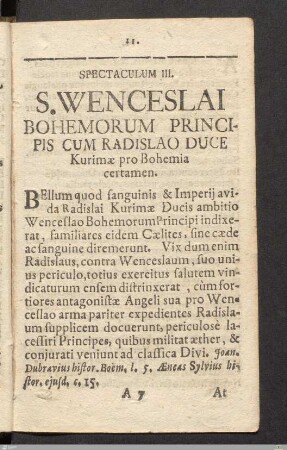 11.
SPECTACULUM III.
S. WENCESLAI
BOHEMORUM PRINCI-
PIS CUM RADISLAO DUCE
Kurimæ pro Bohemia
certamen.
BEllum quod sanguinis & Imperij avi-
da Radislai Kurimæ Ducis ambitio
Wenceslao Bohemorum Principi indixe-
rat, familiares eidem Cælites, sine cæde
ac sanguine diremerunt. Vix dum enim
Radislaus, contra Wenceslaum, suo uni-
us periculo, totius exercitus salutem vin-
dicaturum ensem distrinxerat, cùm for-
tiores antagonistæ Angeli sua pro Wen-
ceslao arma pariter expedientes Radisla-
um supplicem docuerunt, periculosè la-
cessiri Principes, quibus militat æther, &
conjurati veniunt ad classica Divi. Joan.
Dubravius histor. Boëm. l. 5. Æneas Sylvius hi-
stor. ejusd. c. 15.
A 7 At